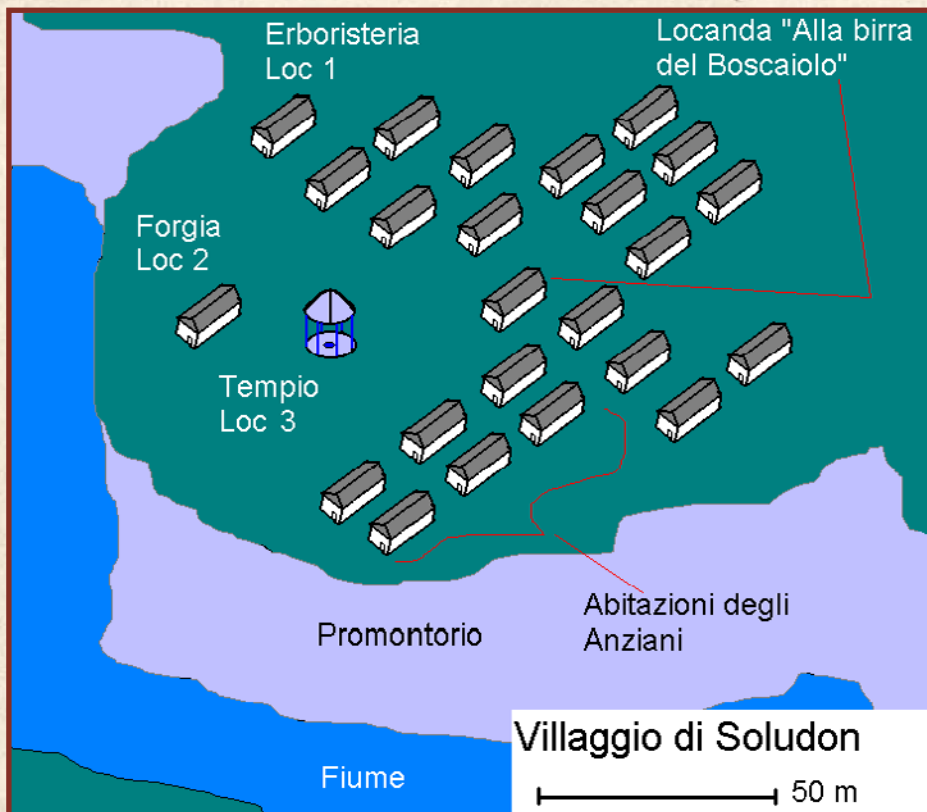 Erboristeria
Loc 1
Locanda "Alla birra
del Boscaiolo"
Forgia
Loc 2
Tempio
Loc 3
Abitazioni degli
Anziani
Promontorio
Villaggio di Soludon
50 m
Fiume